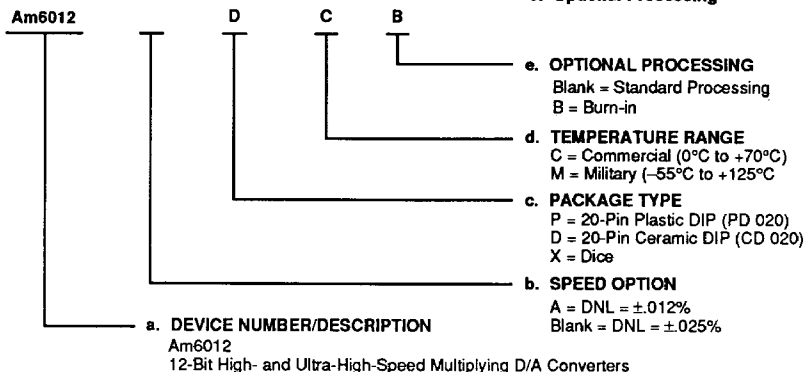 Am6012 D C B
e. OPTIONAL PROCESSING
Blank = Standard Processing
B = Burn-in
d. TEMPERATURE RANGE
C = Commercial (0°C to +70°C)
M = Military (–55°C to +125°C
c. PACKAGE TYPE
P = 20-Pin Plastic DIP (PD 020)
D = 20-Pin Ceramic DIP (CD 020)
X = Dice
b. SPEED OPTION
A = DNL = ±.012%
Blank = DNL = ±.025%
a. DEVICE NUMBER/DESCRIPTION
Am6012
12-Bit High- and Ultra-High-Speed Multiplying D/A Converters